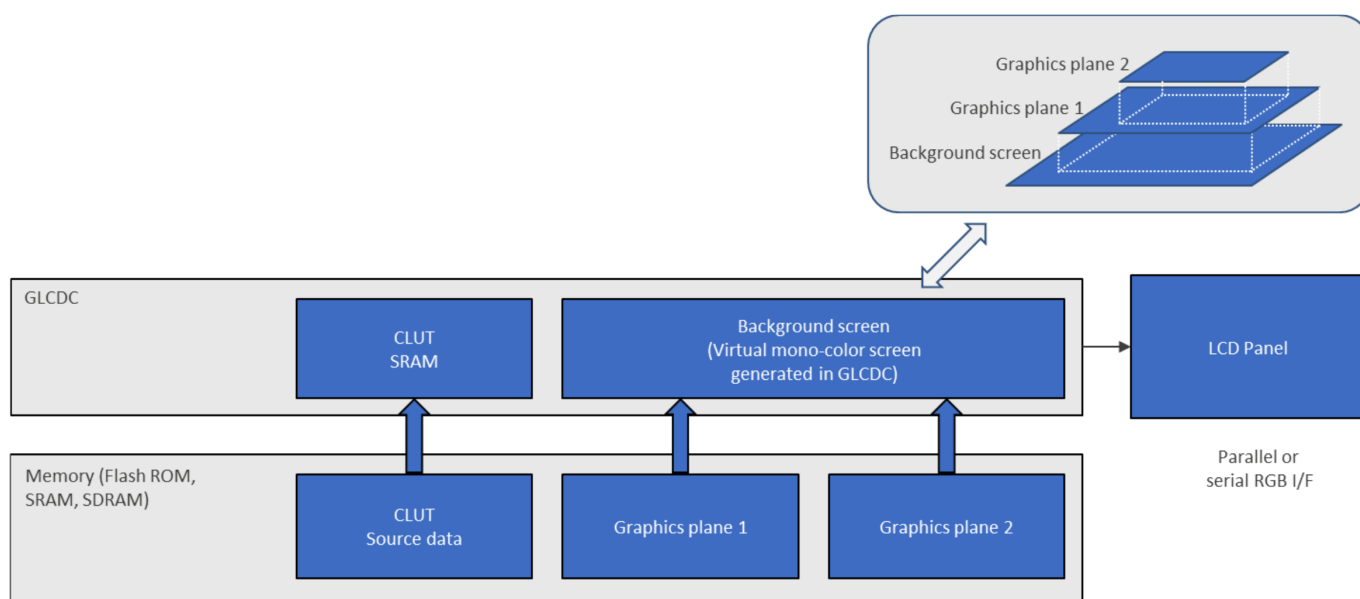 Graphics plane 2
Graphics plane 1
Background screen
GLCDC
CLUT
SRAM
Background screen
(Virtual mono-color screen
generated in GLCDC)
LCD Panel
Memory (Flash ROM,
SRAM, SDRAM)
CLUT
Source data
Graphics plane 1
Graphics plane 2
Parallel or
serial RGB I/F